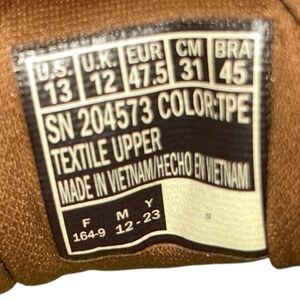 U.S. U.K. EUR CM BRA
13 12 47.5 31 45
SN 204573 COLOR:TPE
TEXTILE UPPER
MADE IN VIETNAM/HECHO EN VIETNAM
F M Y
164-9 12-23